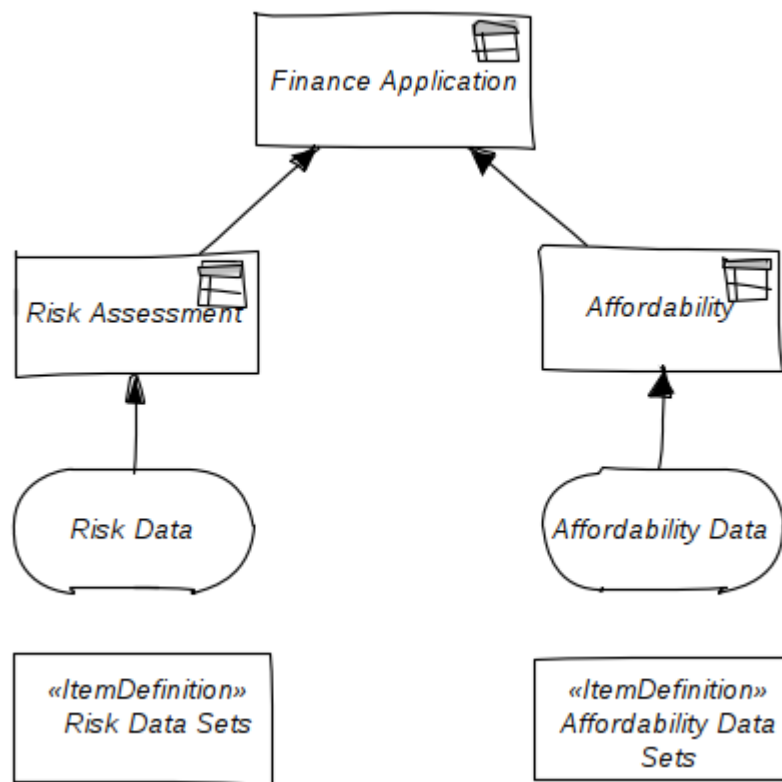 Finance Application
Risk Assessment
Affordability
Risk Data
Affordability Data
«ItemDefinition»
Risk Data Sets
«ItemDefinition»
Affordability Data
Sets